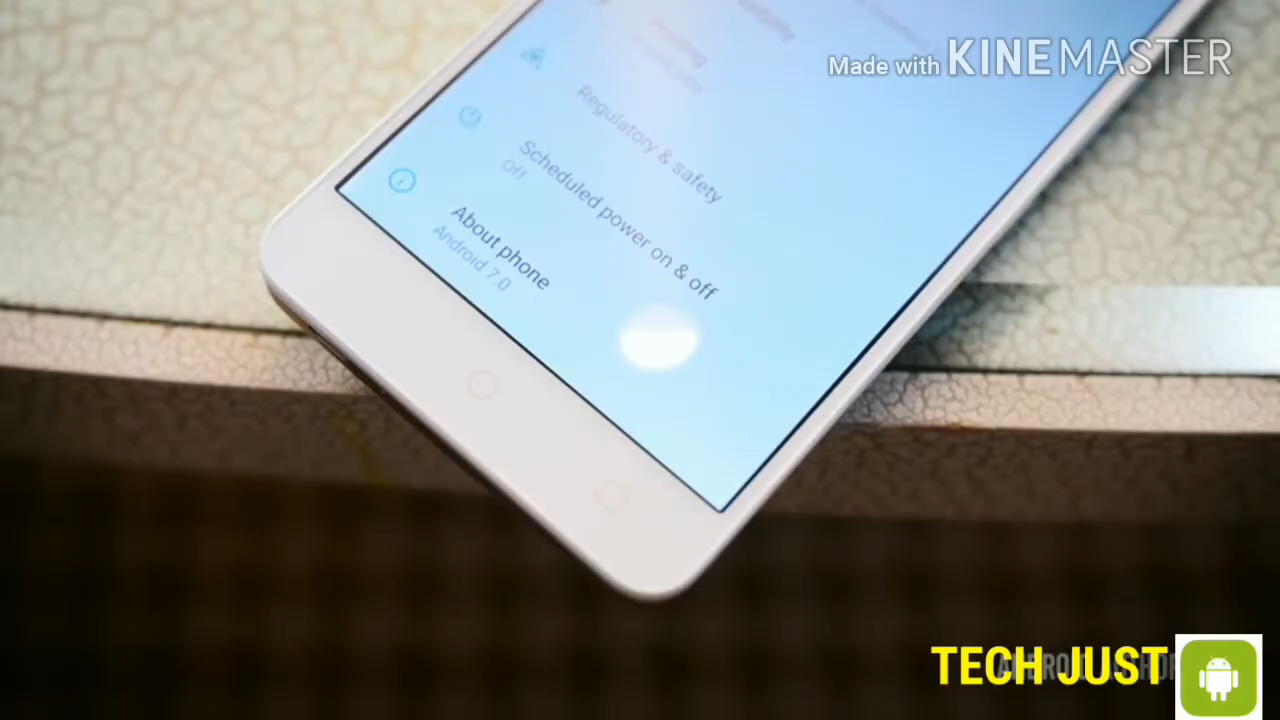 Made with KINEMASTER
Regulatory & safety
Scheduled power on & off
Off
About phone
Android 7.0
TECH JUST